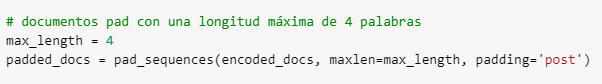 # documentos pad con una longitud máxima de 4 palabras
max_length = 4
padded_docs = pad_sequences(encoded_docs, maxlen=max_length, padding='post')